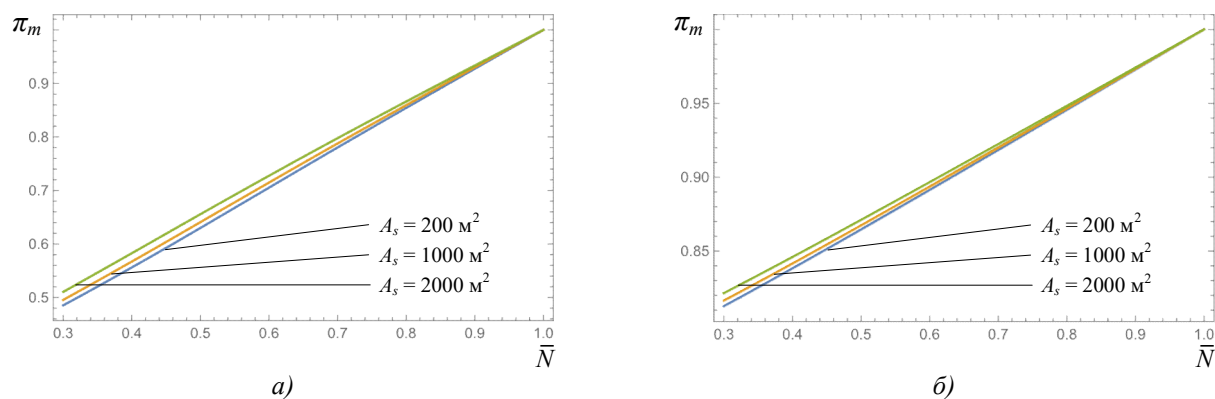 π_m
0.9
0.8
0.7
0.6
0.5
0.3 0.4 0.5 0.6 0.7 0.8 0.9 1.0
N̅
A_s = 200 м²
A_s = 1000 м²
A_s = 2000 м²
а)
π_m
0.95
0.90
0.85
0.3 0.4 0.5 0.6 0.7 0.8 0.9 1.0
N̅
A_s = 200 м²
A_s = 1000 м²
A_s = 2000 м²
б)